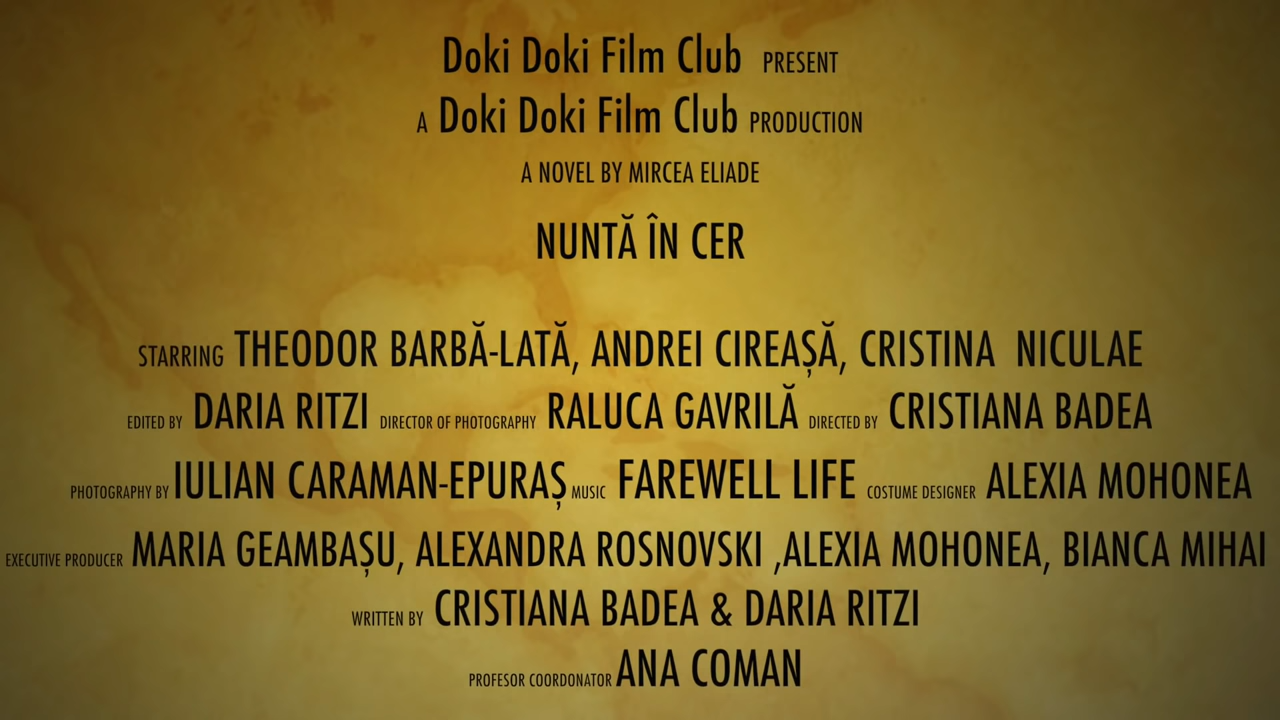 Doki Doki Film Club PRESENT
A Doki Doki Film Club PRODUCTION
A NOVEL BY MIRCEA ELIADE
NUNTĂ ÎN CER
STARRING THEODOR BARBĂ-LATĂ, ANDREI CIREAȘĂ, CRISTINA NICULAE
EDITED BY DARIA RITZI DIRECTOR OF PHOTOGRAPHY RALUCA GAVRILĂ DIRECTED BY CRISTIANA BADEA
PHOTOGRAPHY BY IULIAN CARAMAN-EPURAȘ MUSIC FAREWELL LIFE COSTUME DESIGNER ALEXIA MOHONEA
EXECUTIVE PRODUCER MARIA GEAMBAȘU, ALEXANDRA ROSNOVSKI ,ALEXIA MOHONEA, BIANCA MIHAI
WRITTEN BY CRISTIANA BADEA & DARIA RITZI
PROFESOR COORDONATOR ANA COMAN